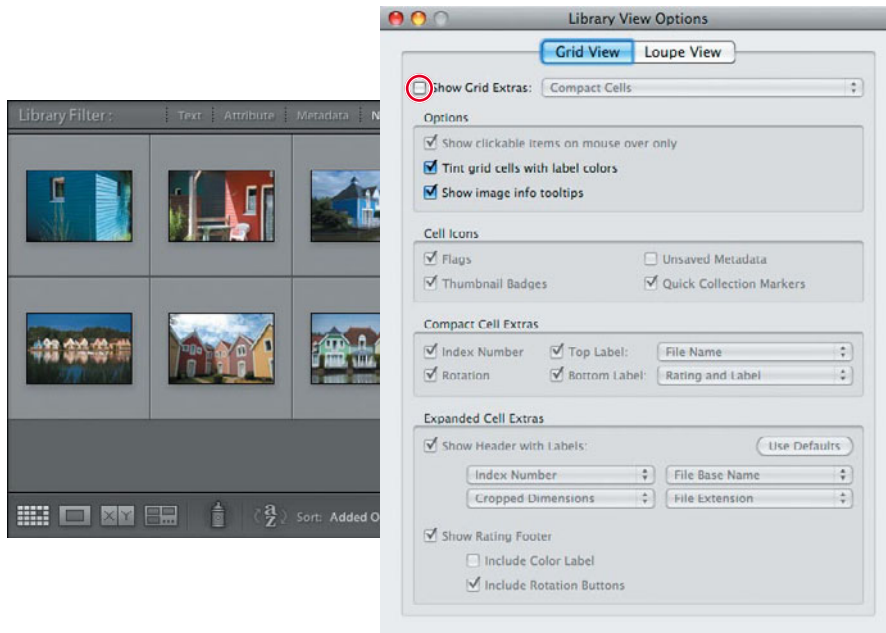 Library View Options
Grid View Loupe View
Show Grid Extras: Compact Cells
Options
Show clickable items on mouse over only
Tint grid cells with label colors
Show image info tooltips
Cell Icons
Flags Unsaved Metadata
Thumbnail Badges Quick Collection Markers
Compact Cell Extras
Index Number Top Label: File Name
Rotation Bottom Label: Rating and Label
Expanded Cell Extras
Show Header with Labels: Use Defaults
Index Number File Base Name
Cropped Dimensions File Extension
Show Rating Footer
Include Color Label
Include Rotation Buttons
Library Filter: Text Attribute Metadata N
X Y a z Sort: Added O